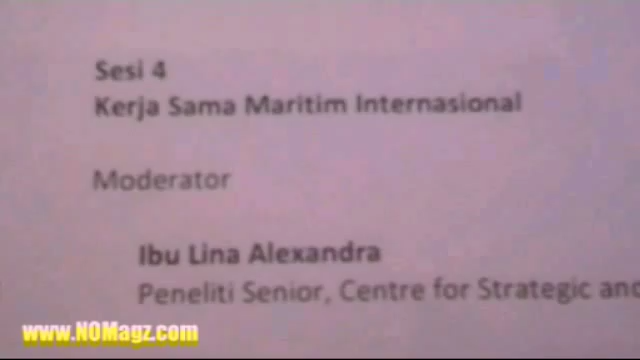 Sesi 4
Kerja Sama Maritim Internasional
Moderator
Ibu Lina Alexandra
Peneliti Senior, Centre for Strategic and
www.NOMagz.com